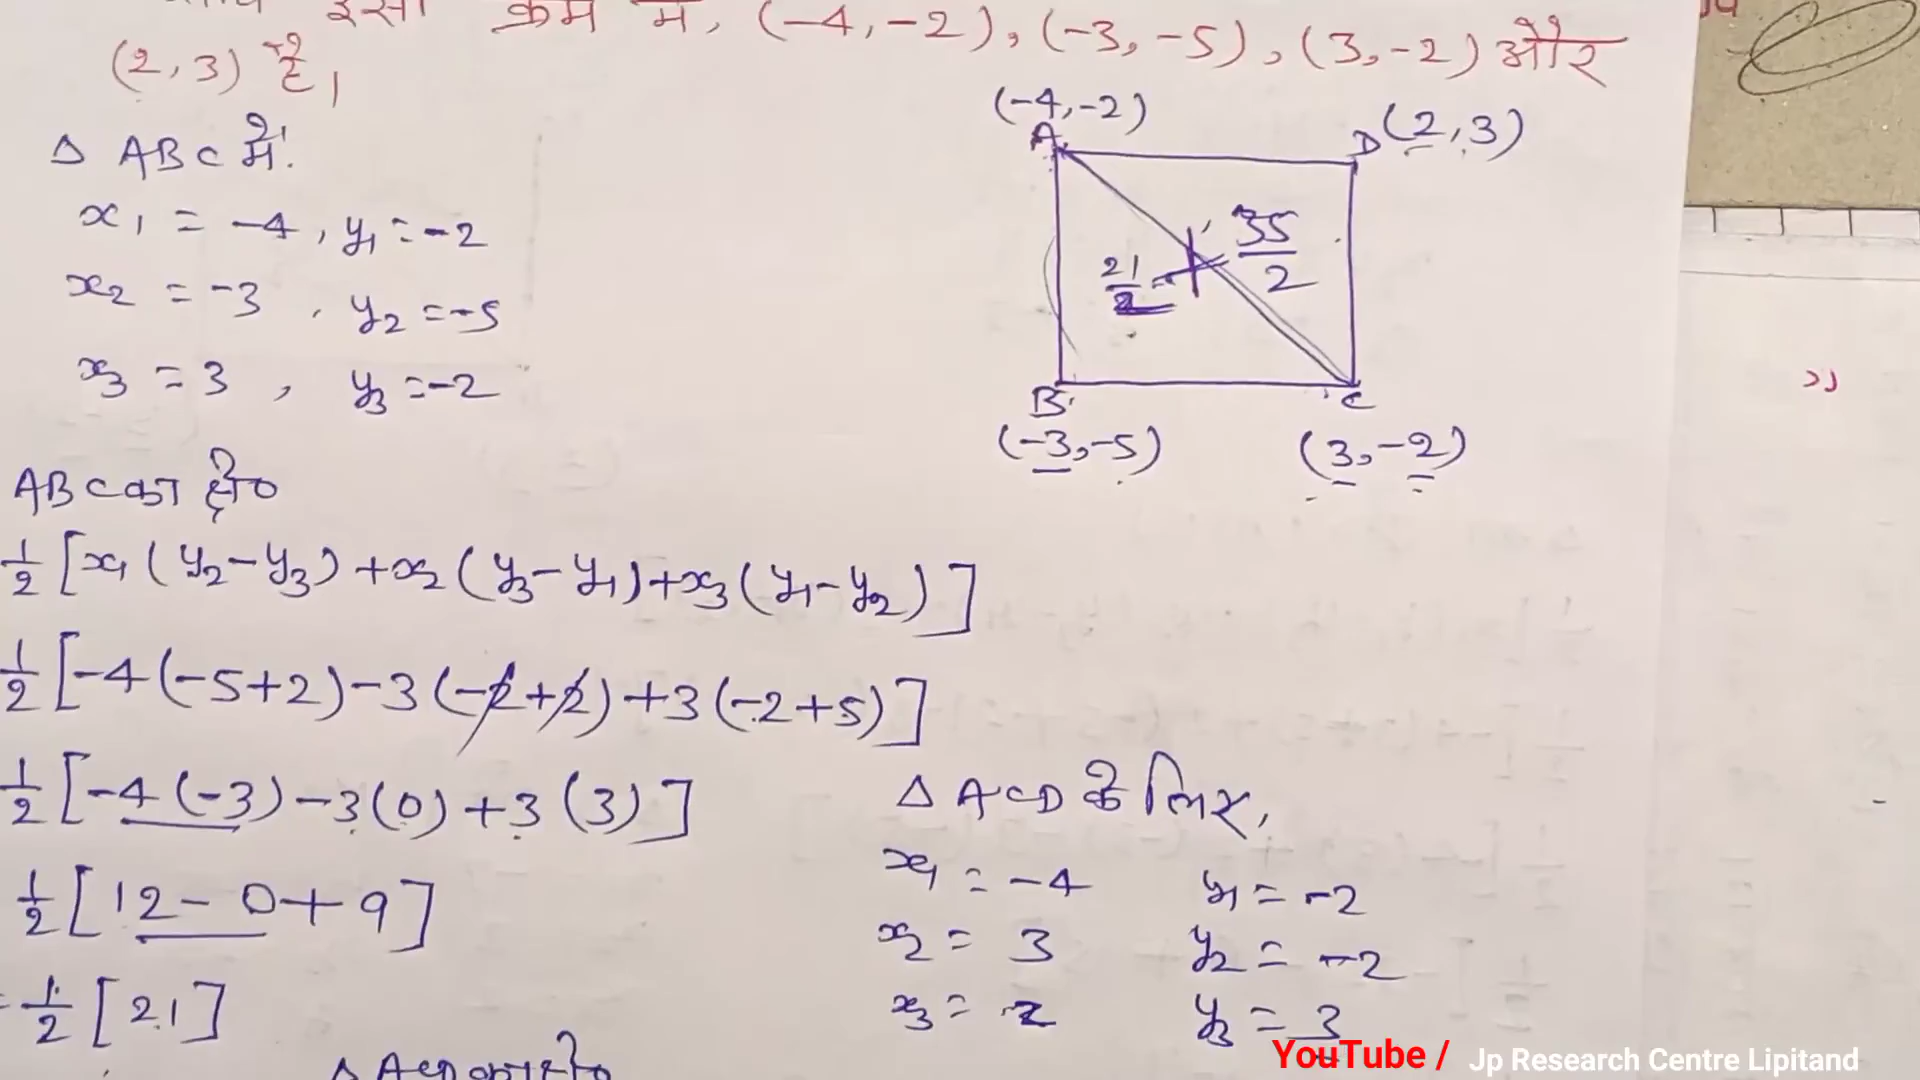 इसी क्रम में, (-4,-2), (-3,-5), (3,-2) और
(2,3) हैं।
△ ABC में.
x1 = -4, y1 = -2
x2 = -3, y2 = -5
x3 = 3, y3 = -2
(-4,-2)
A
D (2,3)
21/2
35/2
B
C
(-3,-5)
(3,-2)
ABC का क्षे०
1/2 [x1(y2-y3)+x2(y3-y1)+x3(y1-y2)]
1/2 [-4(-5+2)-3(-2+2)+3(-2+5)]
1/2 [-4(-3)-3(0)+3(3)]
1/2 [12-0+9]
= 1/2 [21]
△ ACD के लिए,
x1 = -4 y1 = -2
x2 = 3 y2 = -2
x3 = 2 y3 = 3
△ ACD का क्षे०
YouTube / Jp Research Centre Lipitand